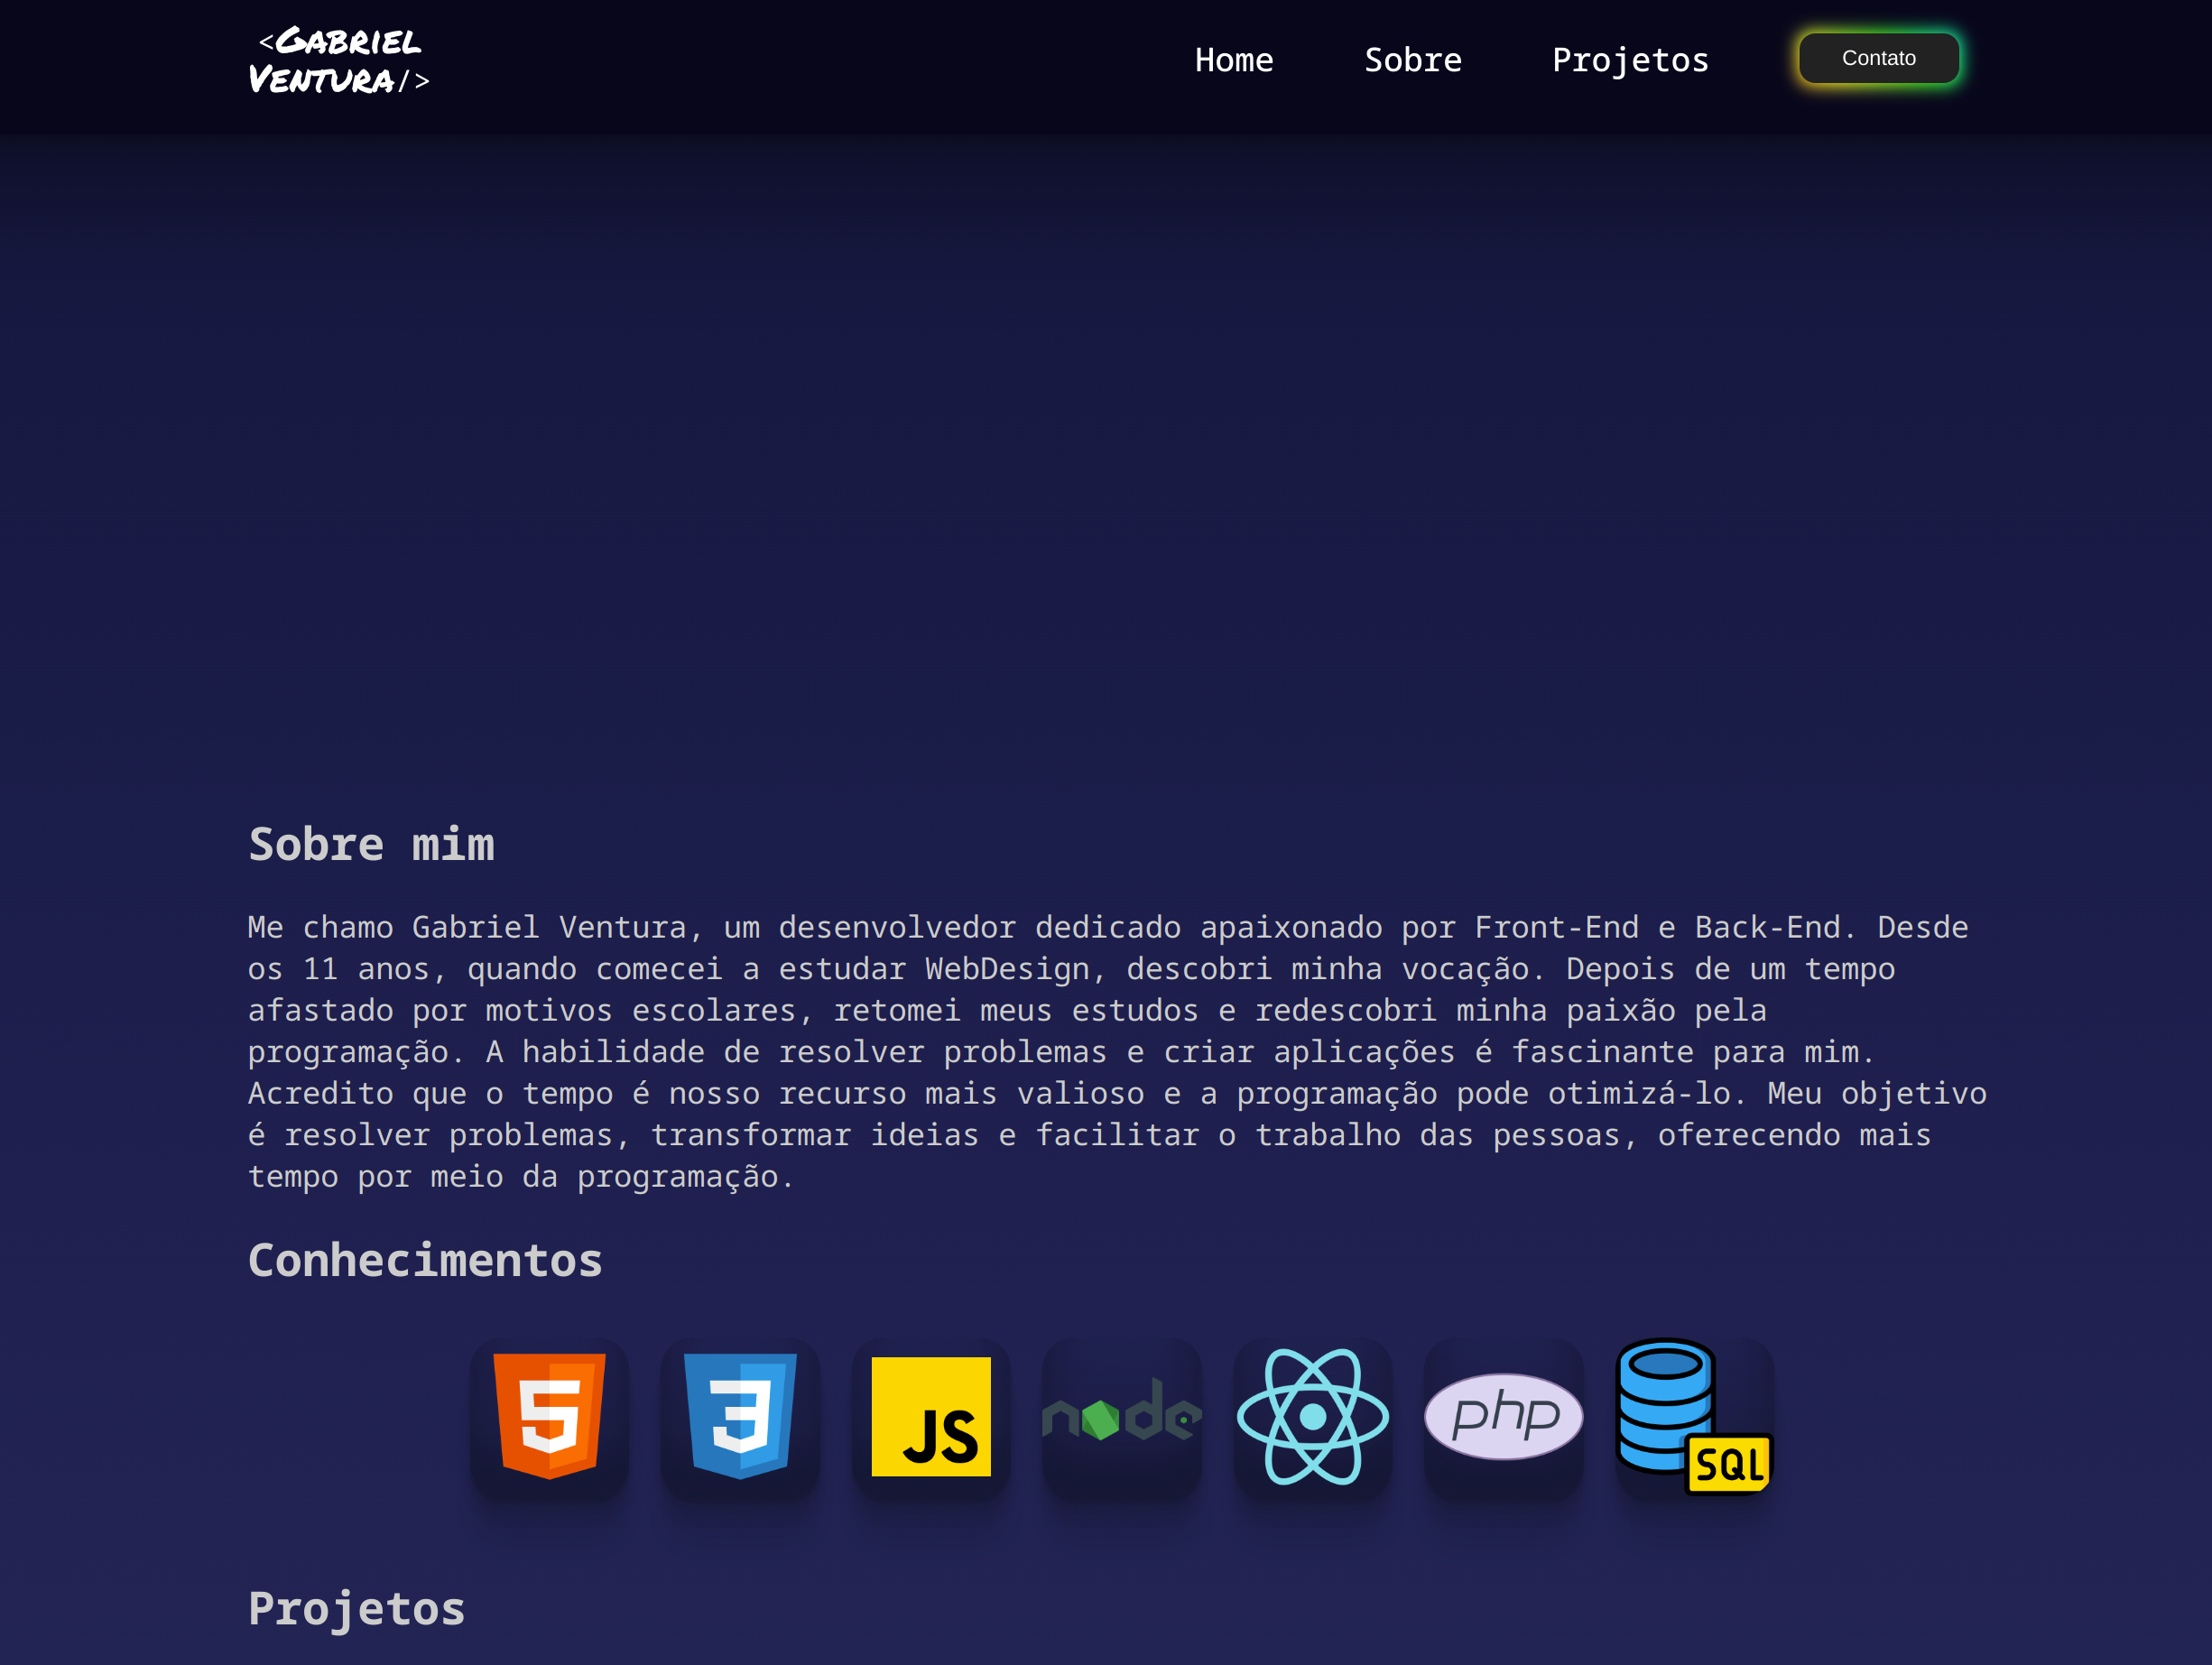 <Gabriel
Ventura/>
Home Sobre Projetos Contato
Sobre mim
Me chamo Gabriel Ventura, um desenvolvedor dedicado apaixonado por Front-End e Back-End. Desde
os 11 anos, quando comecei a estudar WebDesign, descobri minha vocação. Depois de um tempo
afastado por motivos escolares, retomei meus estudos e redescobri minha paixão pela
programação. A habilidade de resolver problemas e criar aplicações é fascinante para mim.
Acredito que o tempo é nosso recurso mais valioso e a programação pode otimizá-lo. Meu objetivo
é resolver problemas, transformar ideias e facilitar o trabalho das pessoas, oferecendo mais
tempo por meio da programação.
Conhecimentos
5 3 JS node php SQL
Projetos